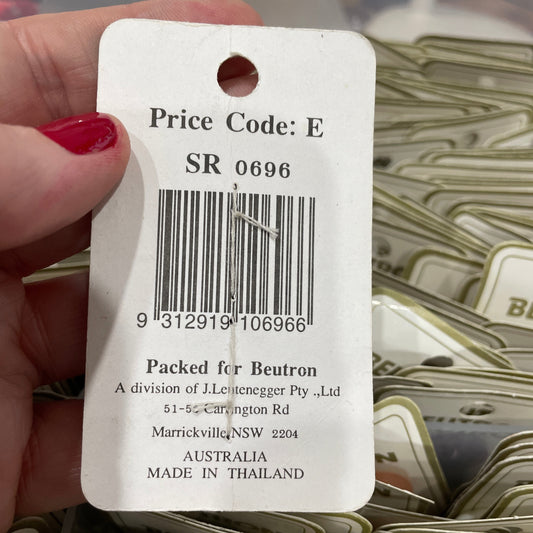 Price Code: E
SR 0696
9 312919 106966
Packed for Beutron
A division of J.Leutenegger Pty .,Ltd
Rd
Marrickville,NSW 2204
AUSTRALIA
MADE IN THAILAND